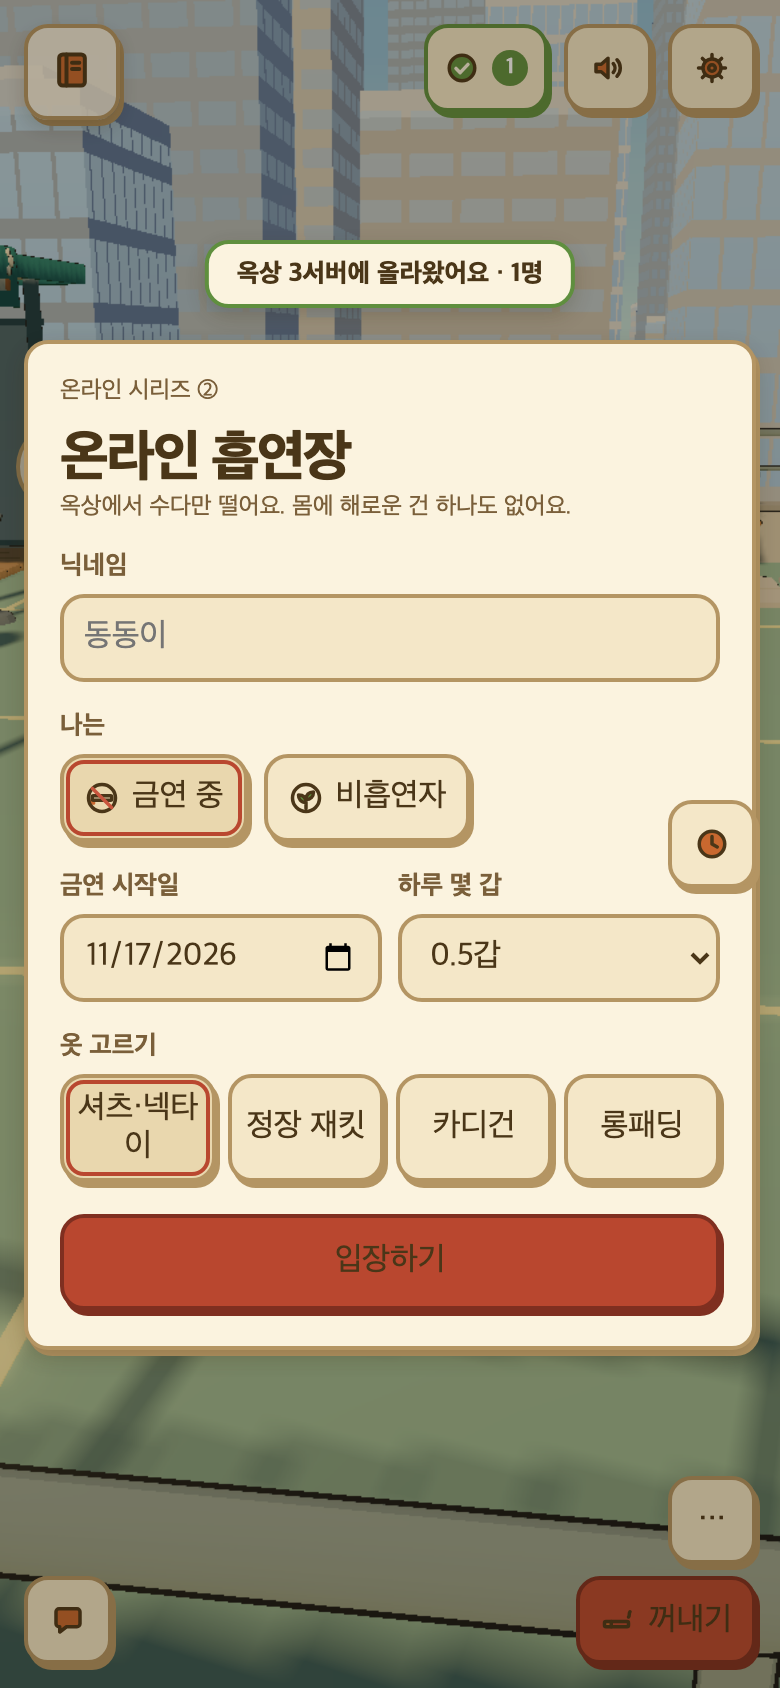 1
옥상 3서버에 올라왔어요 · 1명
온라인 시리즈 ②
온라인 흡연장
옥상에서 수다만 떨어요. 몸에 해로운 건 하나도 없어요.
닉네임
동동이
나는
금연 중
비흡연자
금연 시작일
하루 몇 갑
11/17/2026
0.5갑
옷 고르기
셔츠·넥타
이
정장 재킷
카디건
롱패딩
입장하기
...
꺼내기